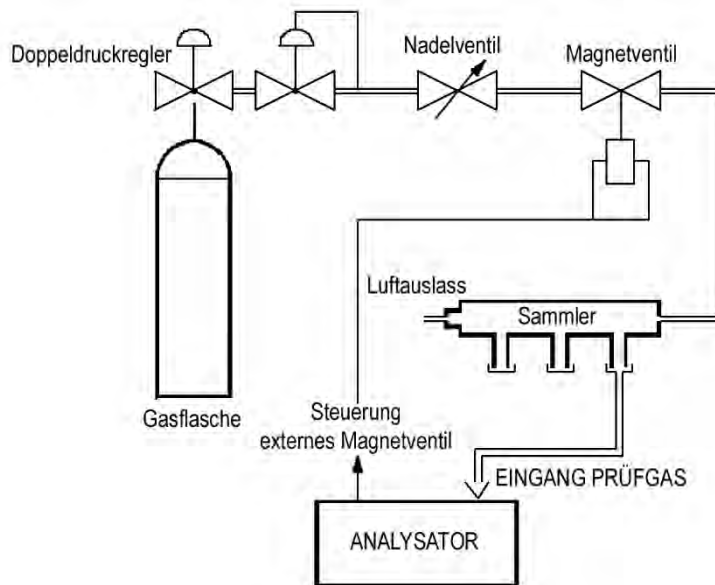 Doppeldruckregler
Nadelventil
Magnetventil
Luftauslass
Sammler
Gasflasche
Steuerung
externes Magnetventil
EINGANG PRÜFGAS
ANALYSATOR